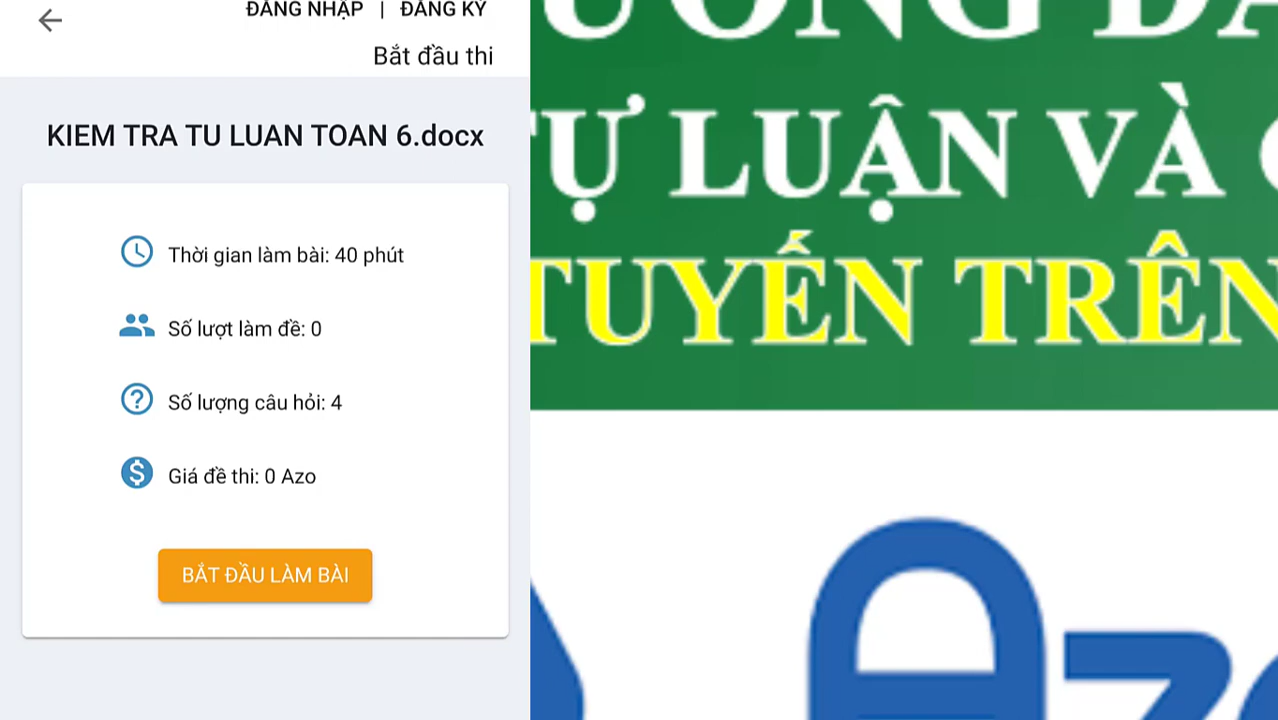 ĐĂNG NHẬP | ĐĂNG KÝ
Bắt đầu thi
KIEM TRA TU LUAN TOAN 6.docx
Thời gian làm bài: 40 phút
Số lượt làm đề: 0
Số lượng câu hỏi: 4
Giá đề thi: 0 Azo
BẮT ĐẦU LÀM BÀI
TỰ LUẬN VÀ
TUYẾN TRÊN